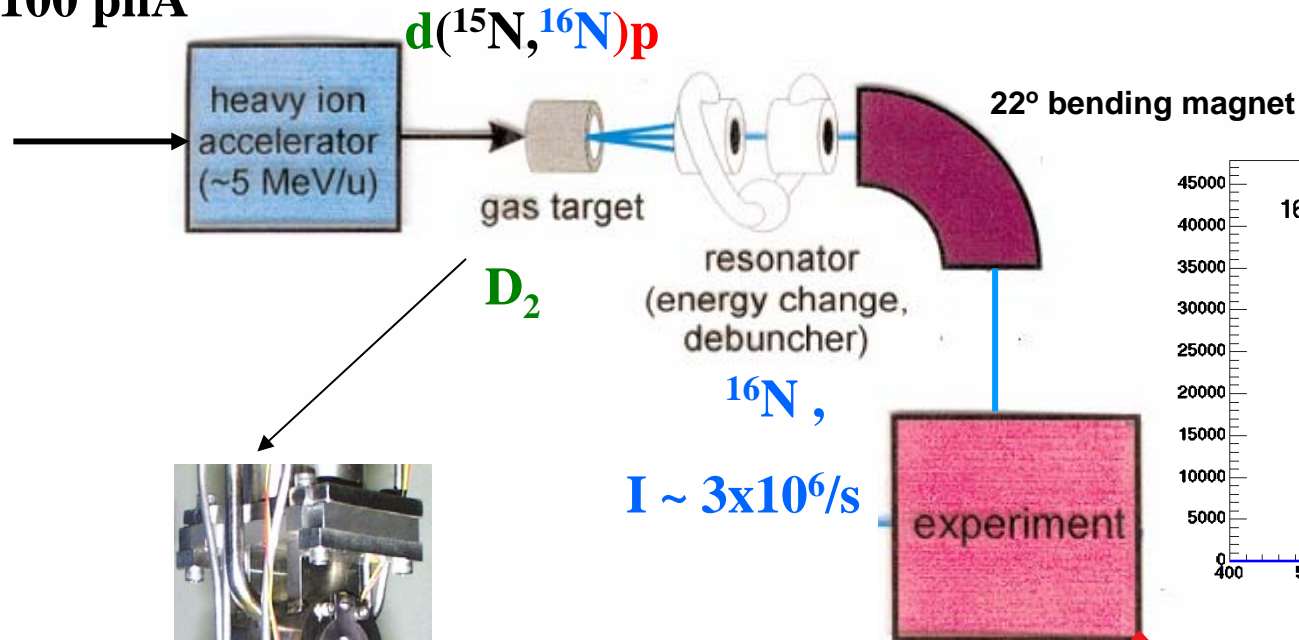 100 pnA
d(¹⁵N,¹⁶N)p
heavy ion
accelerator
(~5 MeV/u)
gas target
D₂
resonator
(energy change,
debuncher)
22º bending magnet
¹⁶N ,
I ~ 3x10⁶/s
experiment
45000
40000
35000
30000
25000
20000
15000
10000
5000
0
400